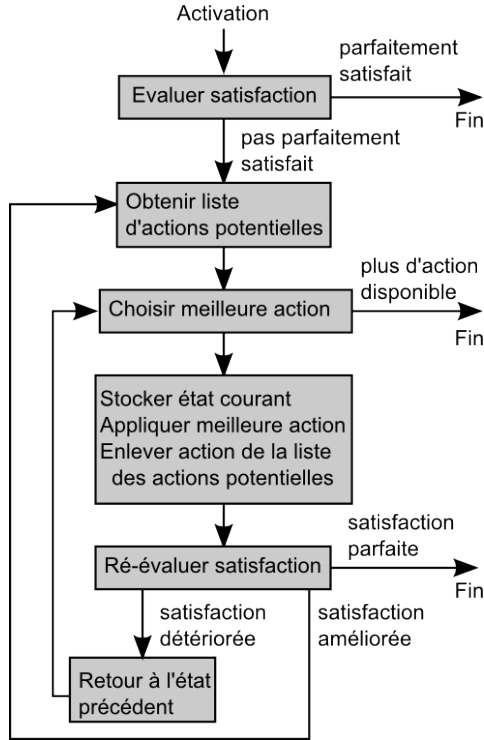 Activation
parfaitement
satisfait
Evaluer satisfaction
Fin
pas parfaitement
satisfait
Obtenir liste
d'actions potentielles
plus d'action
disponible
Choisir meilleure action
Fin
Stocker état courant
Appliquer meilleure action
Enlever action de la liste
des actions potentielles
satisfaction
parfaite
Ré-évaluer satisfaction
Fin
satisfaction
détériorée
satisfaction
améliorée
Retour à l'état
précédent